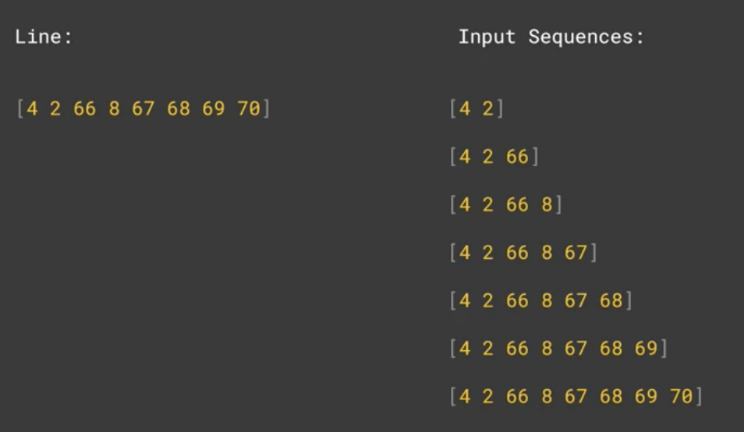 Line:
Input Sequences:
[4 2 66 8 67 68 69 70]
[4 2]
[4 2 66]
[4 2 66 8]
[4 2 66 8 67]
[4 2 66 8 67 68]
[4 2 66 8 67 68 69]
[4 2 66 8 67 68 69 70]